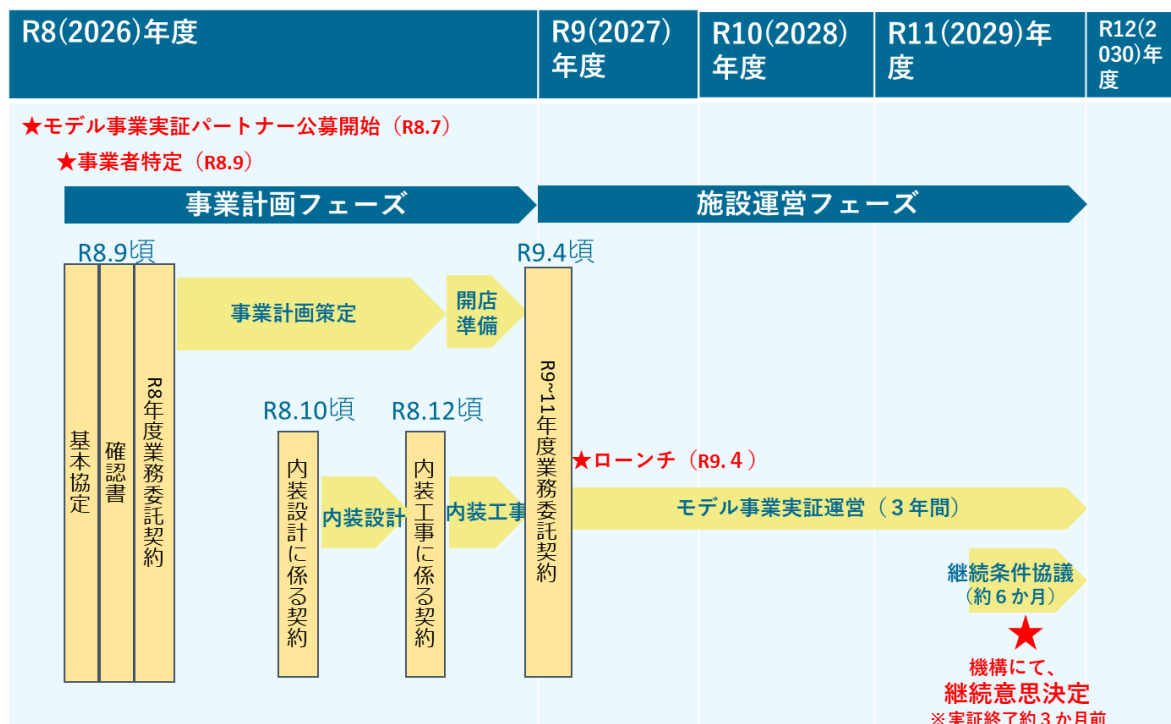 R8(2026)年度
R9(2027)
年度
R10(2028)
年度
R11(2029)年
度
R12(2
030)年
度
★モデル事業実証パートナー公募開始（R8.7）
★事業者特定（R8.9）
事業計画フェーズ
施設運営フェーズ
R8.9頃
R9.4頃
基本協定
確認書
R8年度業務委託契約
事業計画策定
開店
準備
R9~11年度業務委託契約
R8.10頃
R8.12頃
内装設計に係る契約
内装設計
内装工事に係る契約
内装工事
★ローンチ（R9.４）
モデル事業実証運営（３年間）
継続条件協議
（約６か月）
★
機構にて、
継続意思決定
※実証終了約３か月前